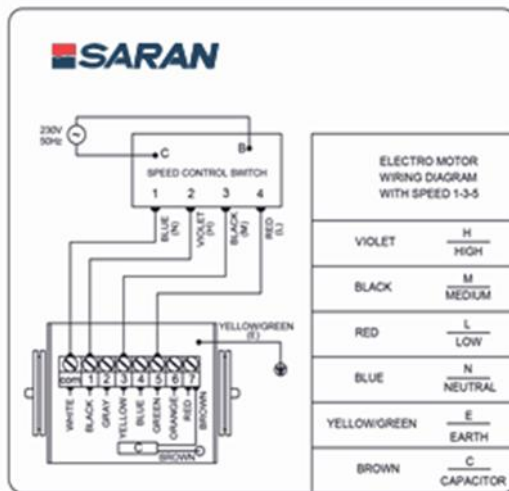 SARAN
230V
50Hz
C
B
SPEED CONTROL SWITCH
1 2 3 4
BLUE
(N)
VIOLET
(H)
BLACK
(M)
RED
(L)
YELLOW/GREEN
(E)
com 1 2 3 4 5 6 7
WHITE
BLACK
GRAY
YELLOW
BLUE
GREEN
ORANGE
RED
BROWN
C
BROWN
ELECTRO MOTOR
WIRING DIAGRAM
WITH SPEED 1-3-5
VIOLET
H
HIGH
BLACK
M
MEDIUM
RED
L
LOW
BLUE
N
NEUTRAL
YELLOW/GREEN
E
EARTH
BROWN
C
CAPACITOR